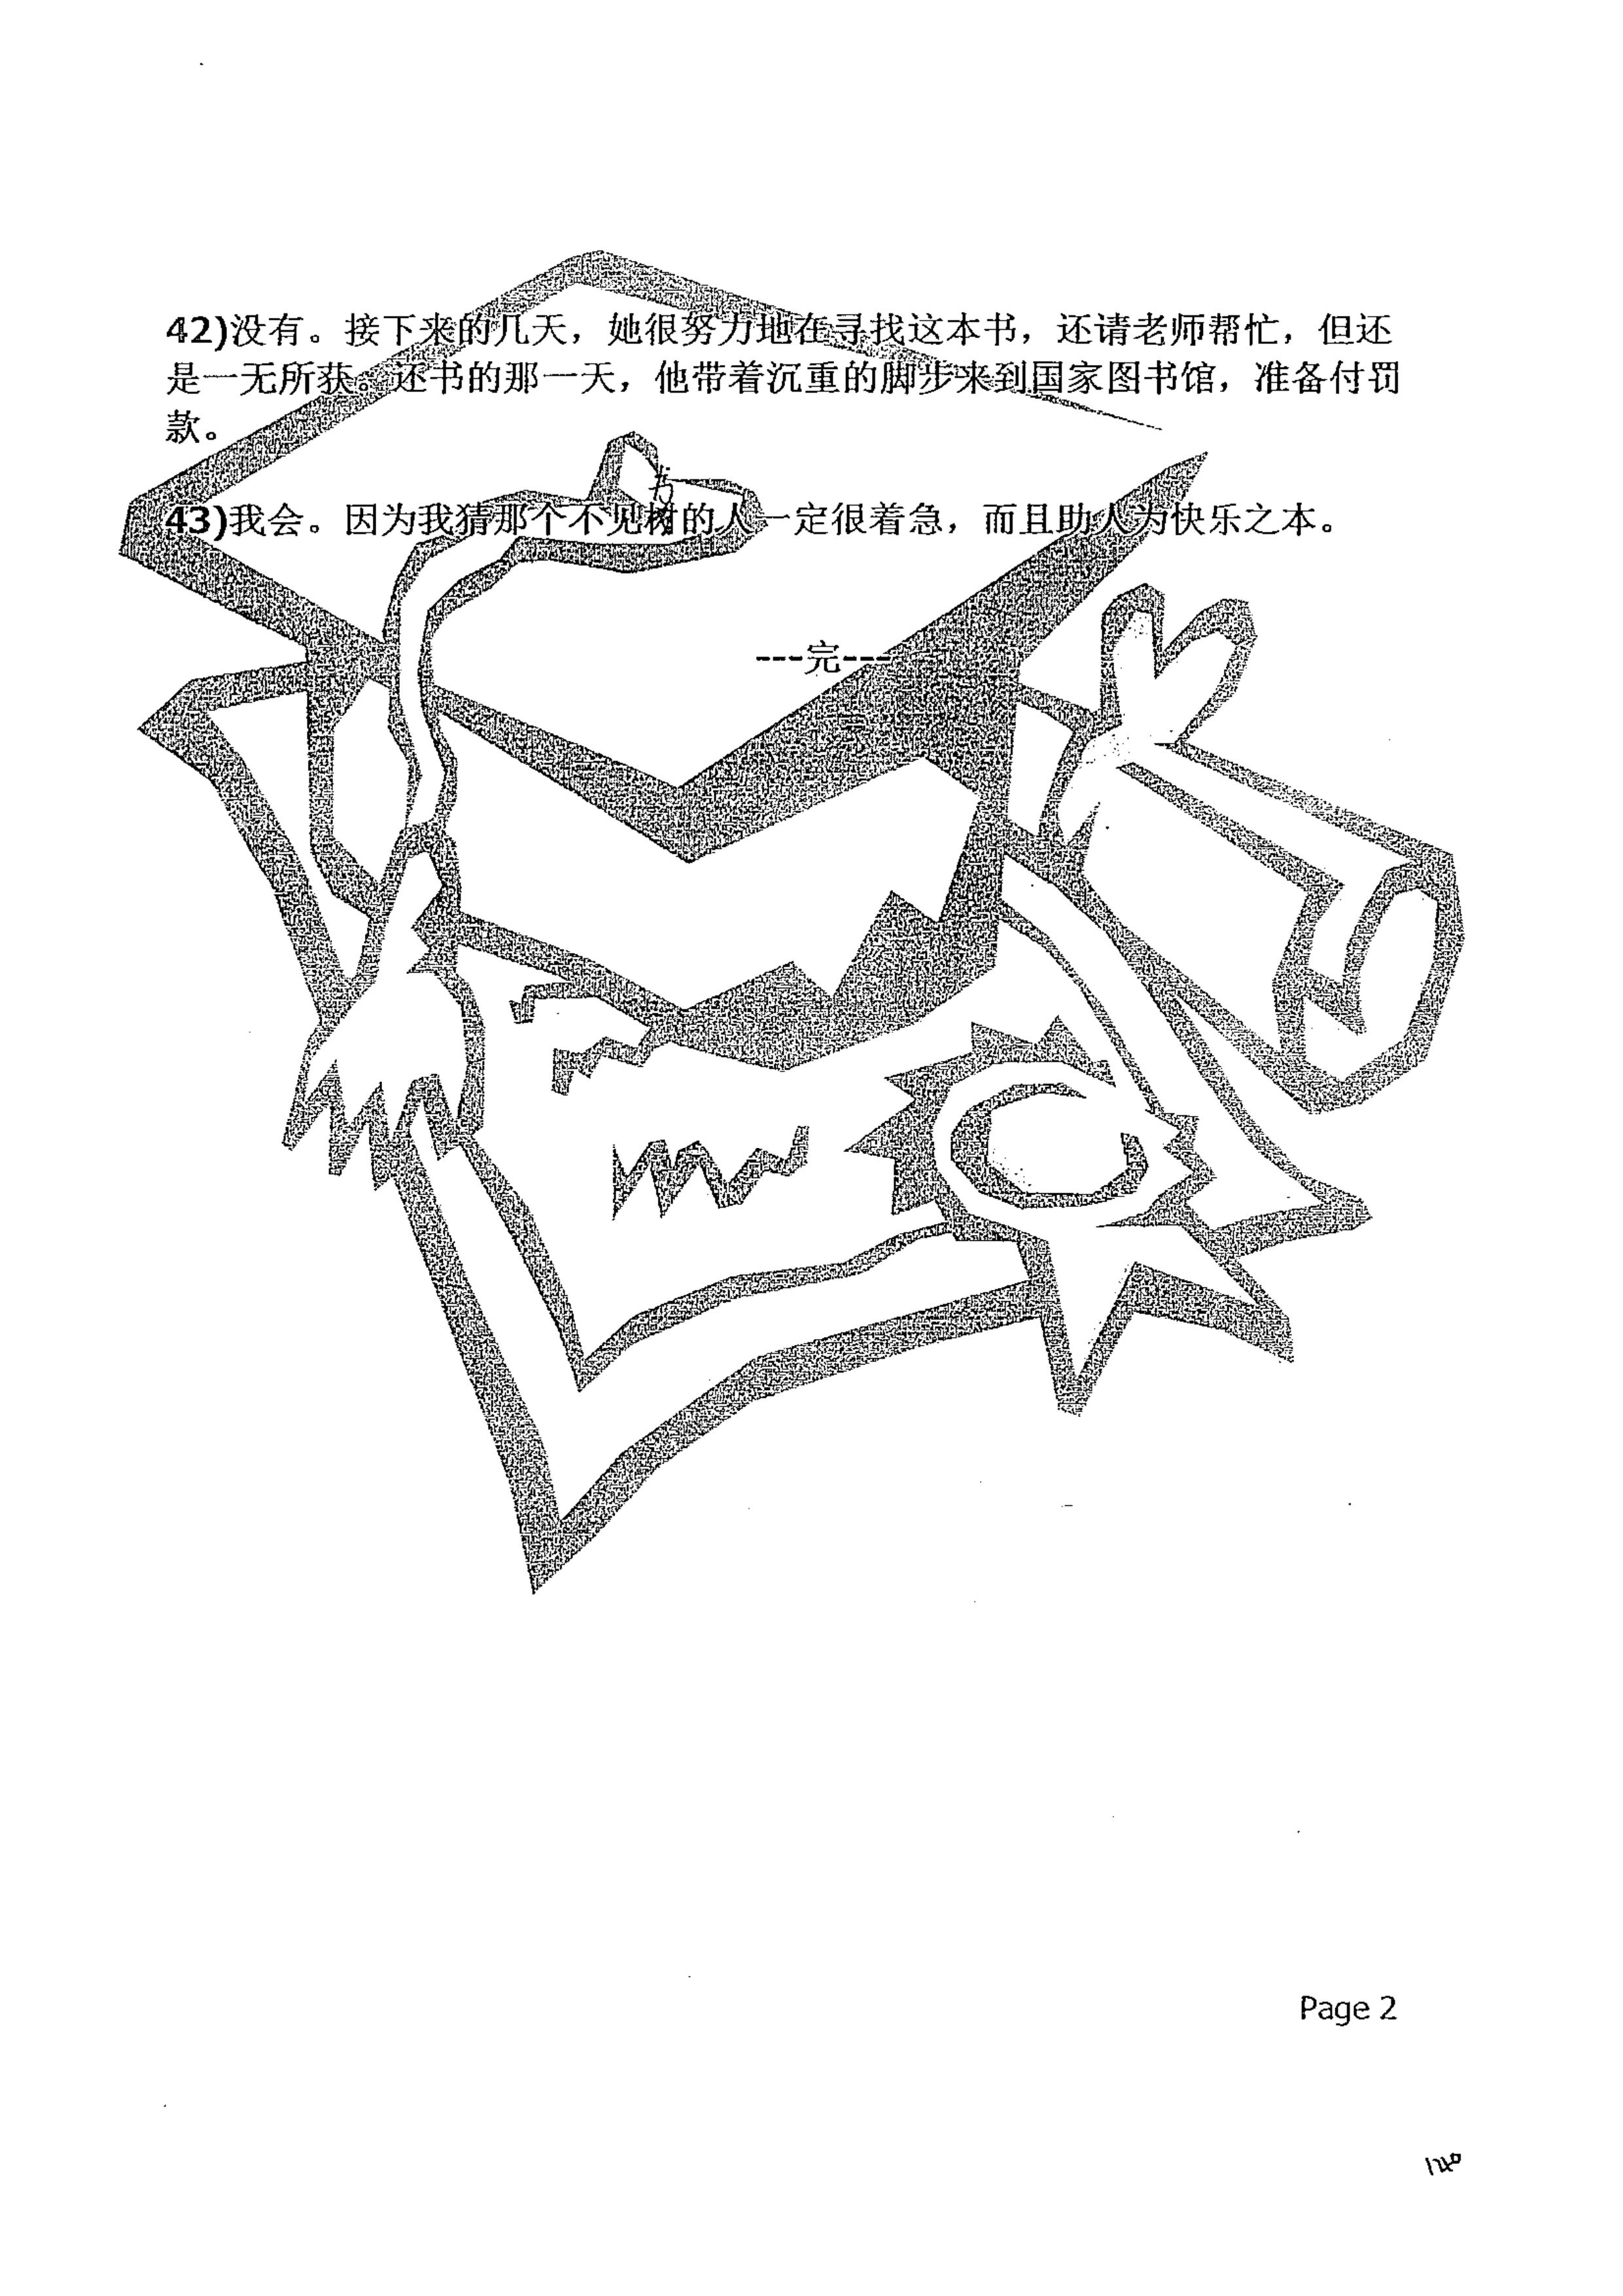 42)没有。接下来的几天，她很努力地在寻找这本书，还请老师帮忙，但还
是一无所获。还书的那一天，他带着沉重的脚步来到国家图书馆，准备付罚
款。
书
43)我会。因为我猜那个不见树的人一定很着急，而且助人为快乐之本。
---完---
Page 2